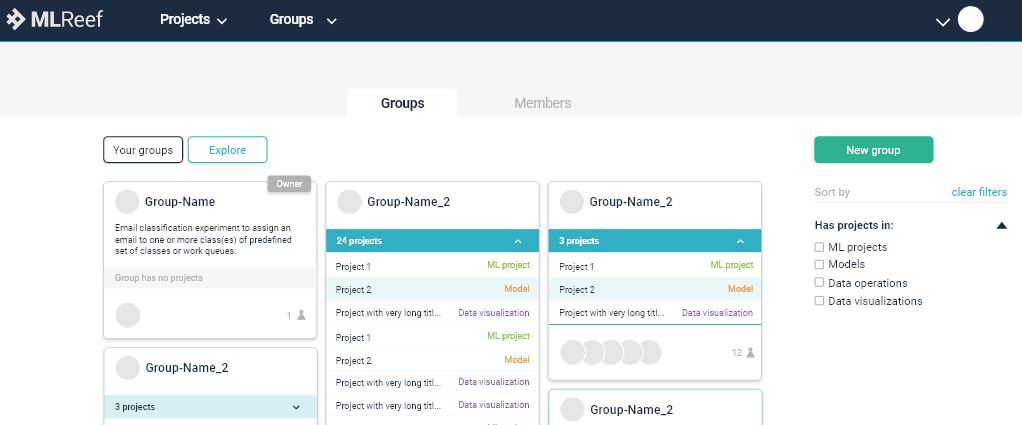 MLReef
Projects
Groups
Groups
Members
Your groups
Explore
New group
Sort by
clear filters
Has projects in:
ML projects
Models
Data operations
Data visualizations
Owner
Group-Name
Email classification experiment to assign an
email to one or more class(es) of predefined
set of classes or work queues.
Group has no projects
1
Group-Name_2
3 projects
Group-Name_2
24 projects
Project 1 ML project
Project 2 Model
Project with very long titl... Data visualization
Project 1 ML project
Project 2 Model
Project with very long titl... Data visualization
Project with very long titl... Data visualization
Group-Name_2
3 projects
Project 1 ML project
Project 2 Model
Project with very long titl... Data visualization
12
Group-Name_2